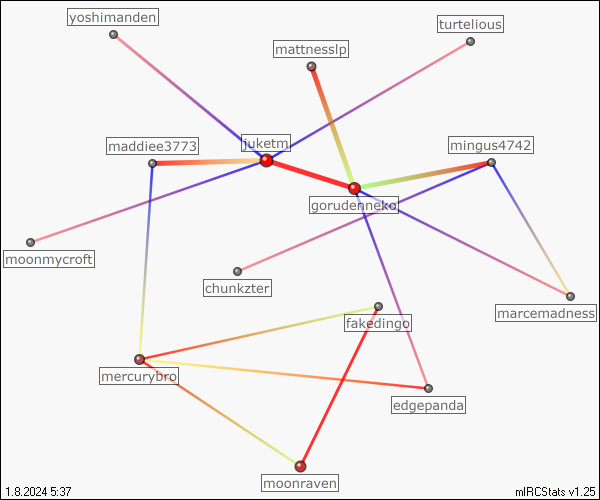 yoshimanden
turtelious
mattnesslp
maddiee3773
juketm
mingus4742
gorudenneko
moonmycroft
chunkzter
marcemadness
fakedingo
mercurybro
edgepanda
moonraven
1.8.2024 5:37
mIRCStats v1.25